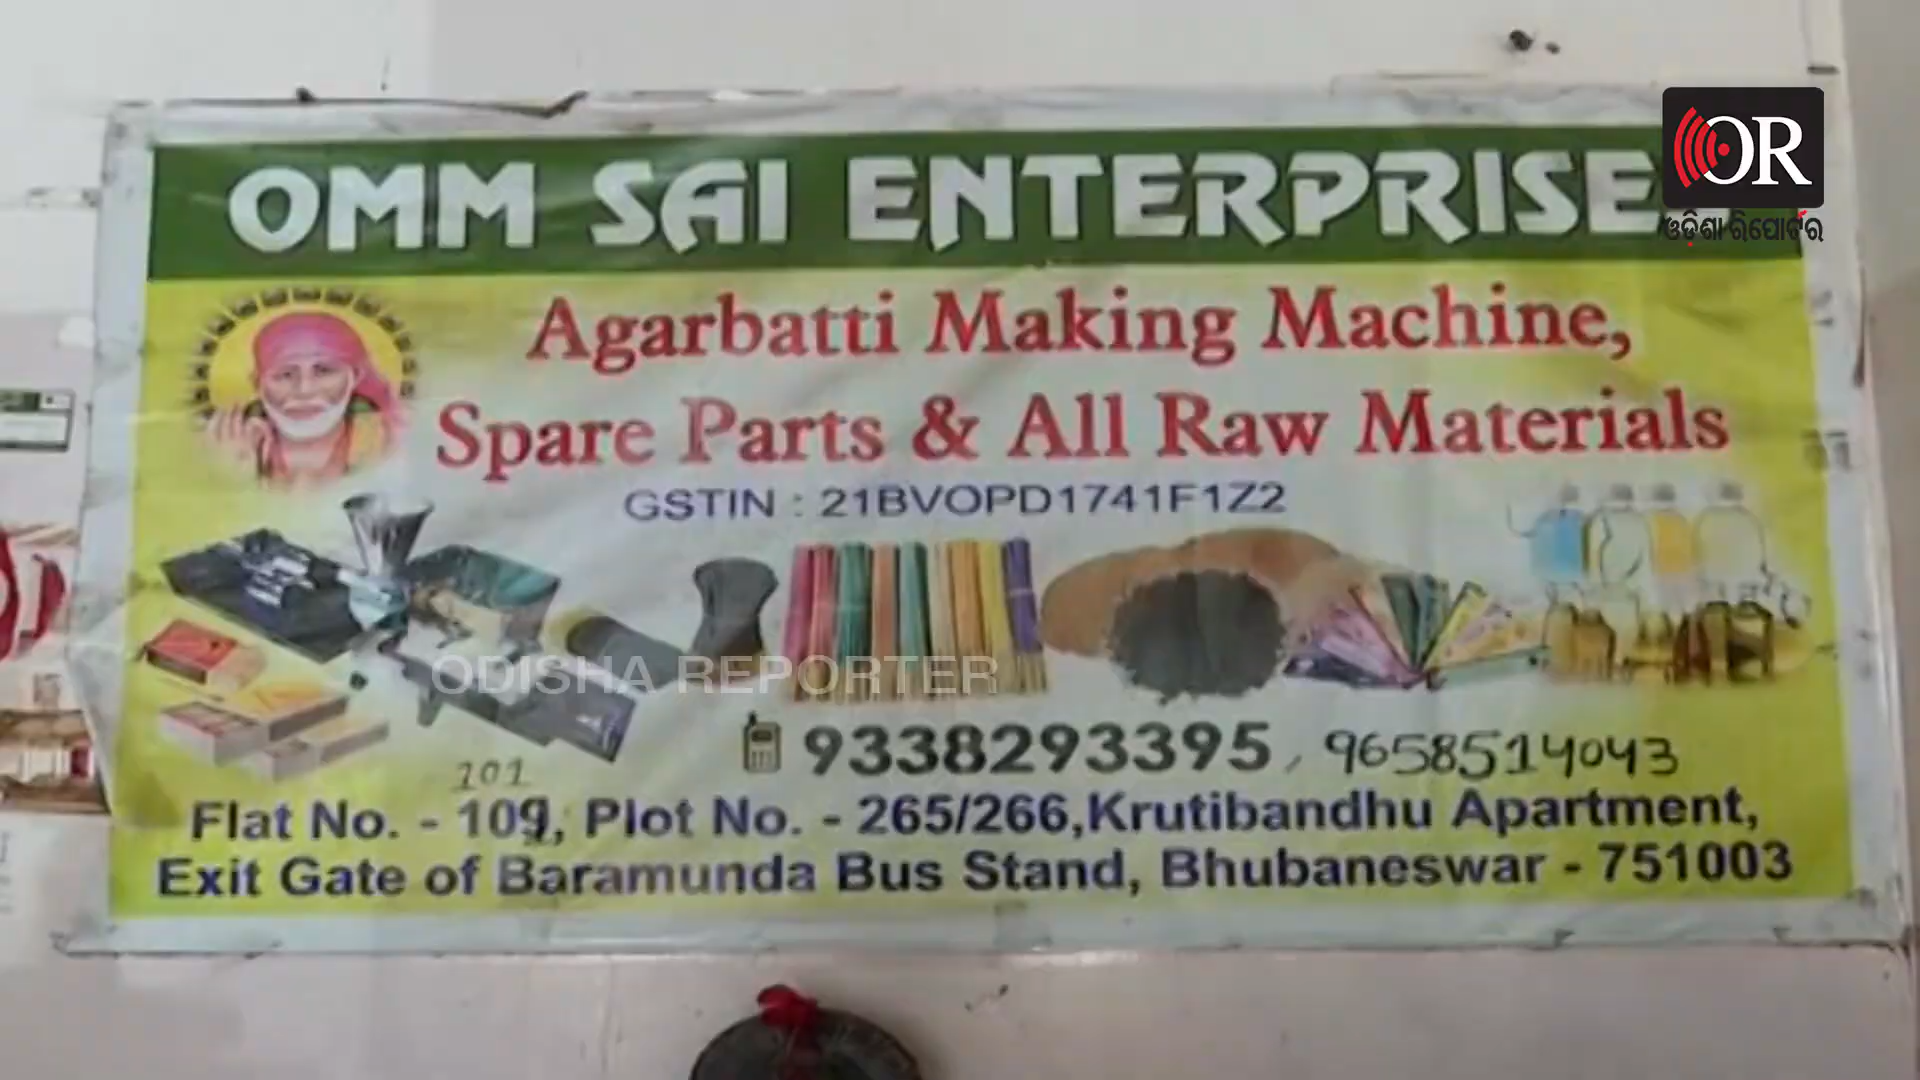 OMM SAI ENTERPRISE
OR
ଓଡ଼ିଶା ରିପୋର୍ଟର
Agarbatti Making Machine,
Spare Parts & All Raw Materials
GSTIN : 21BVOPD1741F1Z2
ODISHA REPORTER
9338293395, 9658514043
101
Flat No. - 109, Plot No. - 265/266,Krutibandhu Apartment,
Exit Gate of Baramunda Bus Stand, Bhubaneswar - 751003